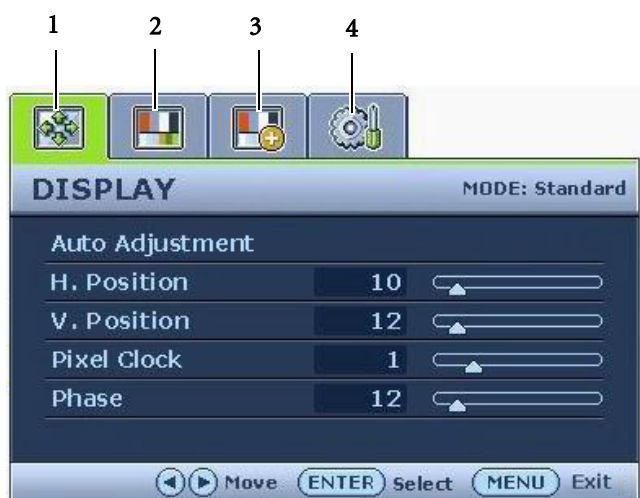 1 2 3 4
DISPLAY MODE: Standard
Auto Adjustment
H. Position 10
V. Position 12
Pixel Clock 1
Phase 12
Move ENTER Select MENU Exit